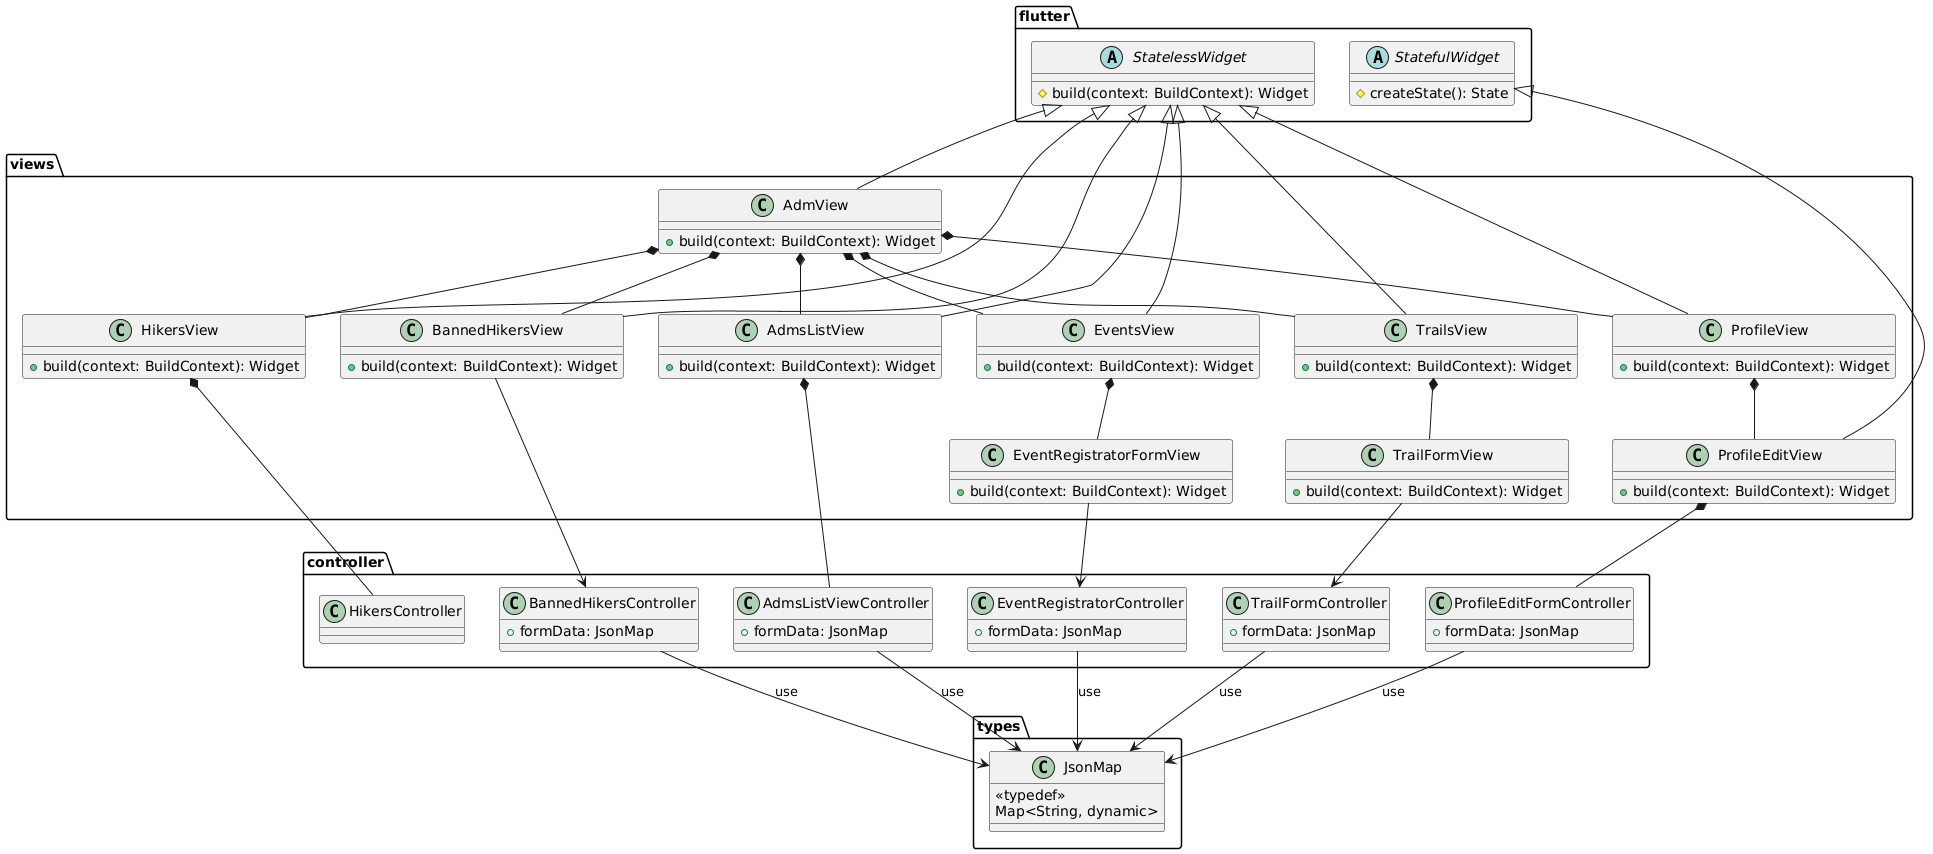 flutter
A StatelessWidget
build(context: BuildContext): Widget
A StatefulWidget
createState(): State
views
C AdmView
build(context: BuildContext): Widget
C HikersView
build(context: BuildContext): Widget
C BannedHikersView
build(context: BuildContext): Widget
C AdmsListView
build(context: BuildContext): Widget
C EventsView
build(context: BuildContext): Widget
C TrailsView
build(context: BuildContext): Widget
C ProfileView
build(context: BuildContext): Widget
C EventRegistratorFormView
build(context: BuildContext): Widget
C TrailFormView
build(context: BuildContext): Widget
C ProfileEditView
build(context: BuildContext): Widget
controller
C HikersController
C BannedHikersController
formData: JsonMap
C AdmsListViewController
formData: JsonMap
C EventRegistratorController
formData: JsonMap
C TrailFormController
formData: JsonMap
C ProfileEditFormController
formData: JsonMap
use
use
use
use
use
types
C JsonMap
«typedef»
Map<String, dynamic>